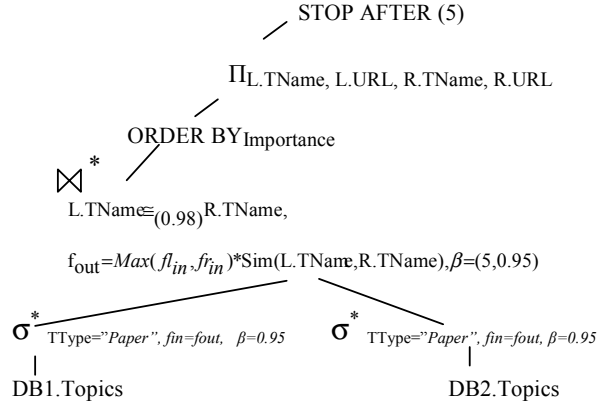 STOP AFTER (5)
Π L.TName, L.URL, R.TName, R.URL
ORDER BY Importance
⋈ *
L.TName≅(0.98)R.TName,
fout=Max(flin,frin)*Sim(L.TName,R.TName),β=(5,0.95)
σ* TType=”Paper”, fin=fout, β=0.95
σ* TType=”Paper”, fin=fout, β=0.95
DB1.Topics
DB2.Topics